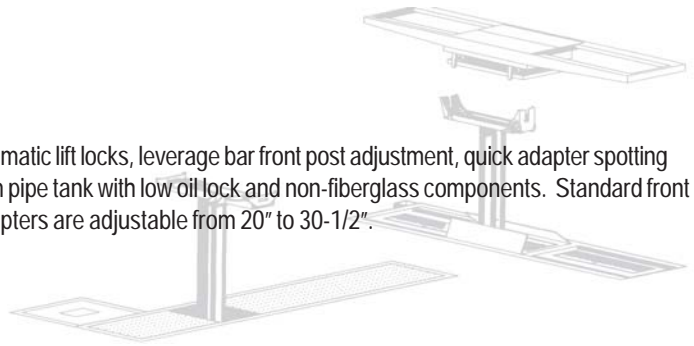 matic lift locks, leverage bar front post adjustment, quick adapter spotting
pipe tank with low oil lock and non-fiberglass components.  Standard front
pters are adjustable from 20” to 30-1/2”.